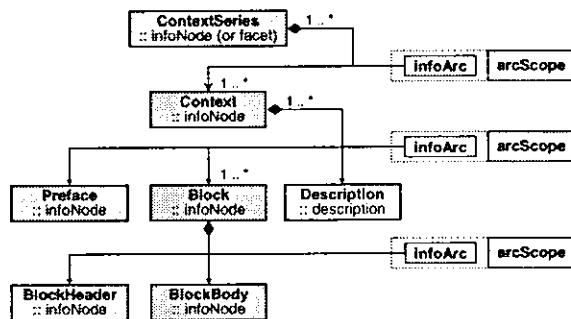 ContextSeries
:: infoNode (or facet)
1 .. *
infoArc
arcScope
1 .. *
Context
:: infoNode
1 .. *
infoArc
arcScope
1 .. *
Preface
:: infoNode
Block
:: infoNode
Description
:: description
infoArc
arcScope
BlockHeader
:: infoNode
BlockBody
:: infoNode